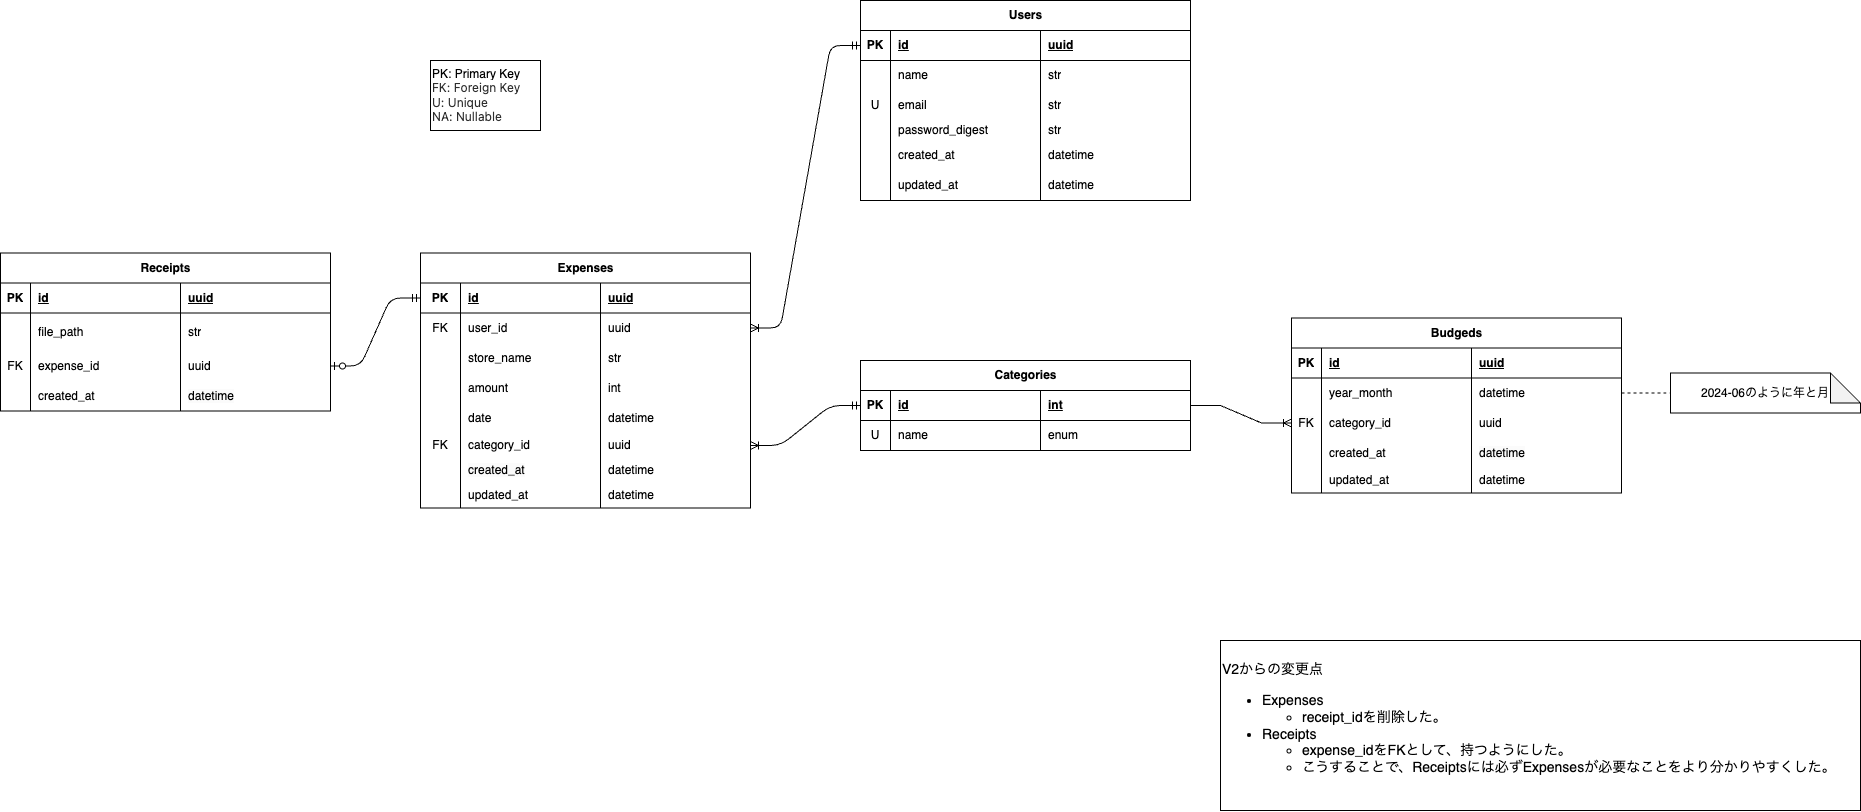 Users
PK id uuid
name str
U email str
password_digest str
created_at datetime
updated_at datetime
PK: Primary Key
FK: Foreign Key
U: Unique
NA: Nullable
Receipts
PK id uuid
file_path str
FK expense_id uuid
created_at datetime
Expenses
PK id uuid
FK user_id uuid
store_name str
amount int
date datetime
FK category_id uuid
created_at datetime
updated_at datetime
Categories
PK id int
U name enum
Budgeds
PK id uuid
year_month datetime
FK category_id uuid
created_at datetime
updated_at datetime
2024-06のように年と月
V2からの変更点
• Expenses
◦ receipt_idを削除した。
• Receipts
◦ expense_idをFKとして、持つようにした。
◦ こうすることで、Receiptsには必ずExpensesが必要なことをより分かりやすくした。